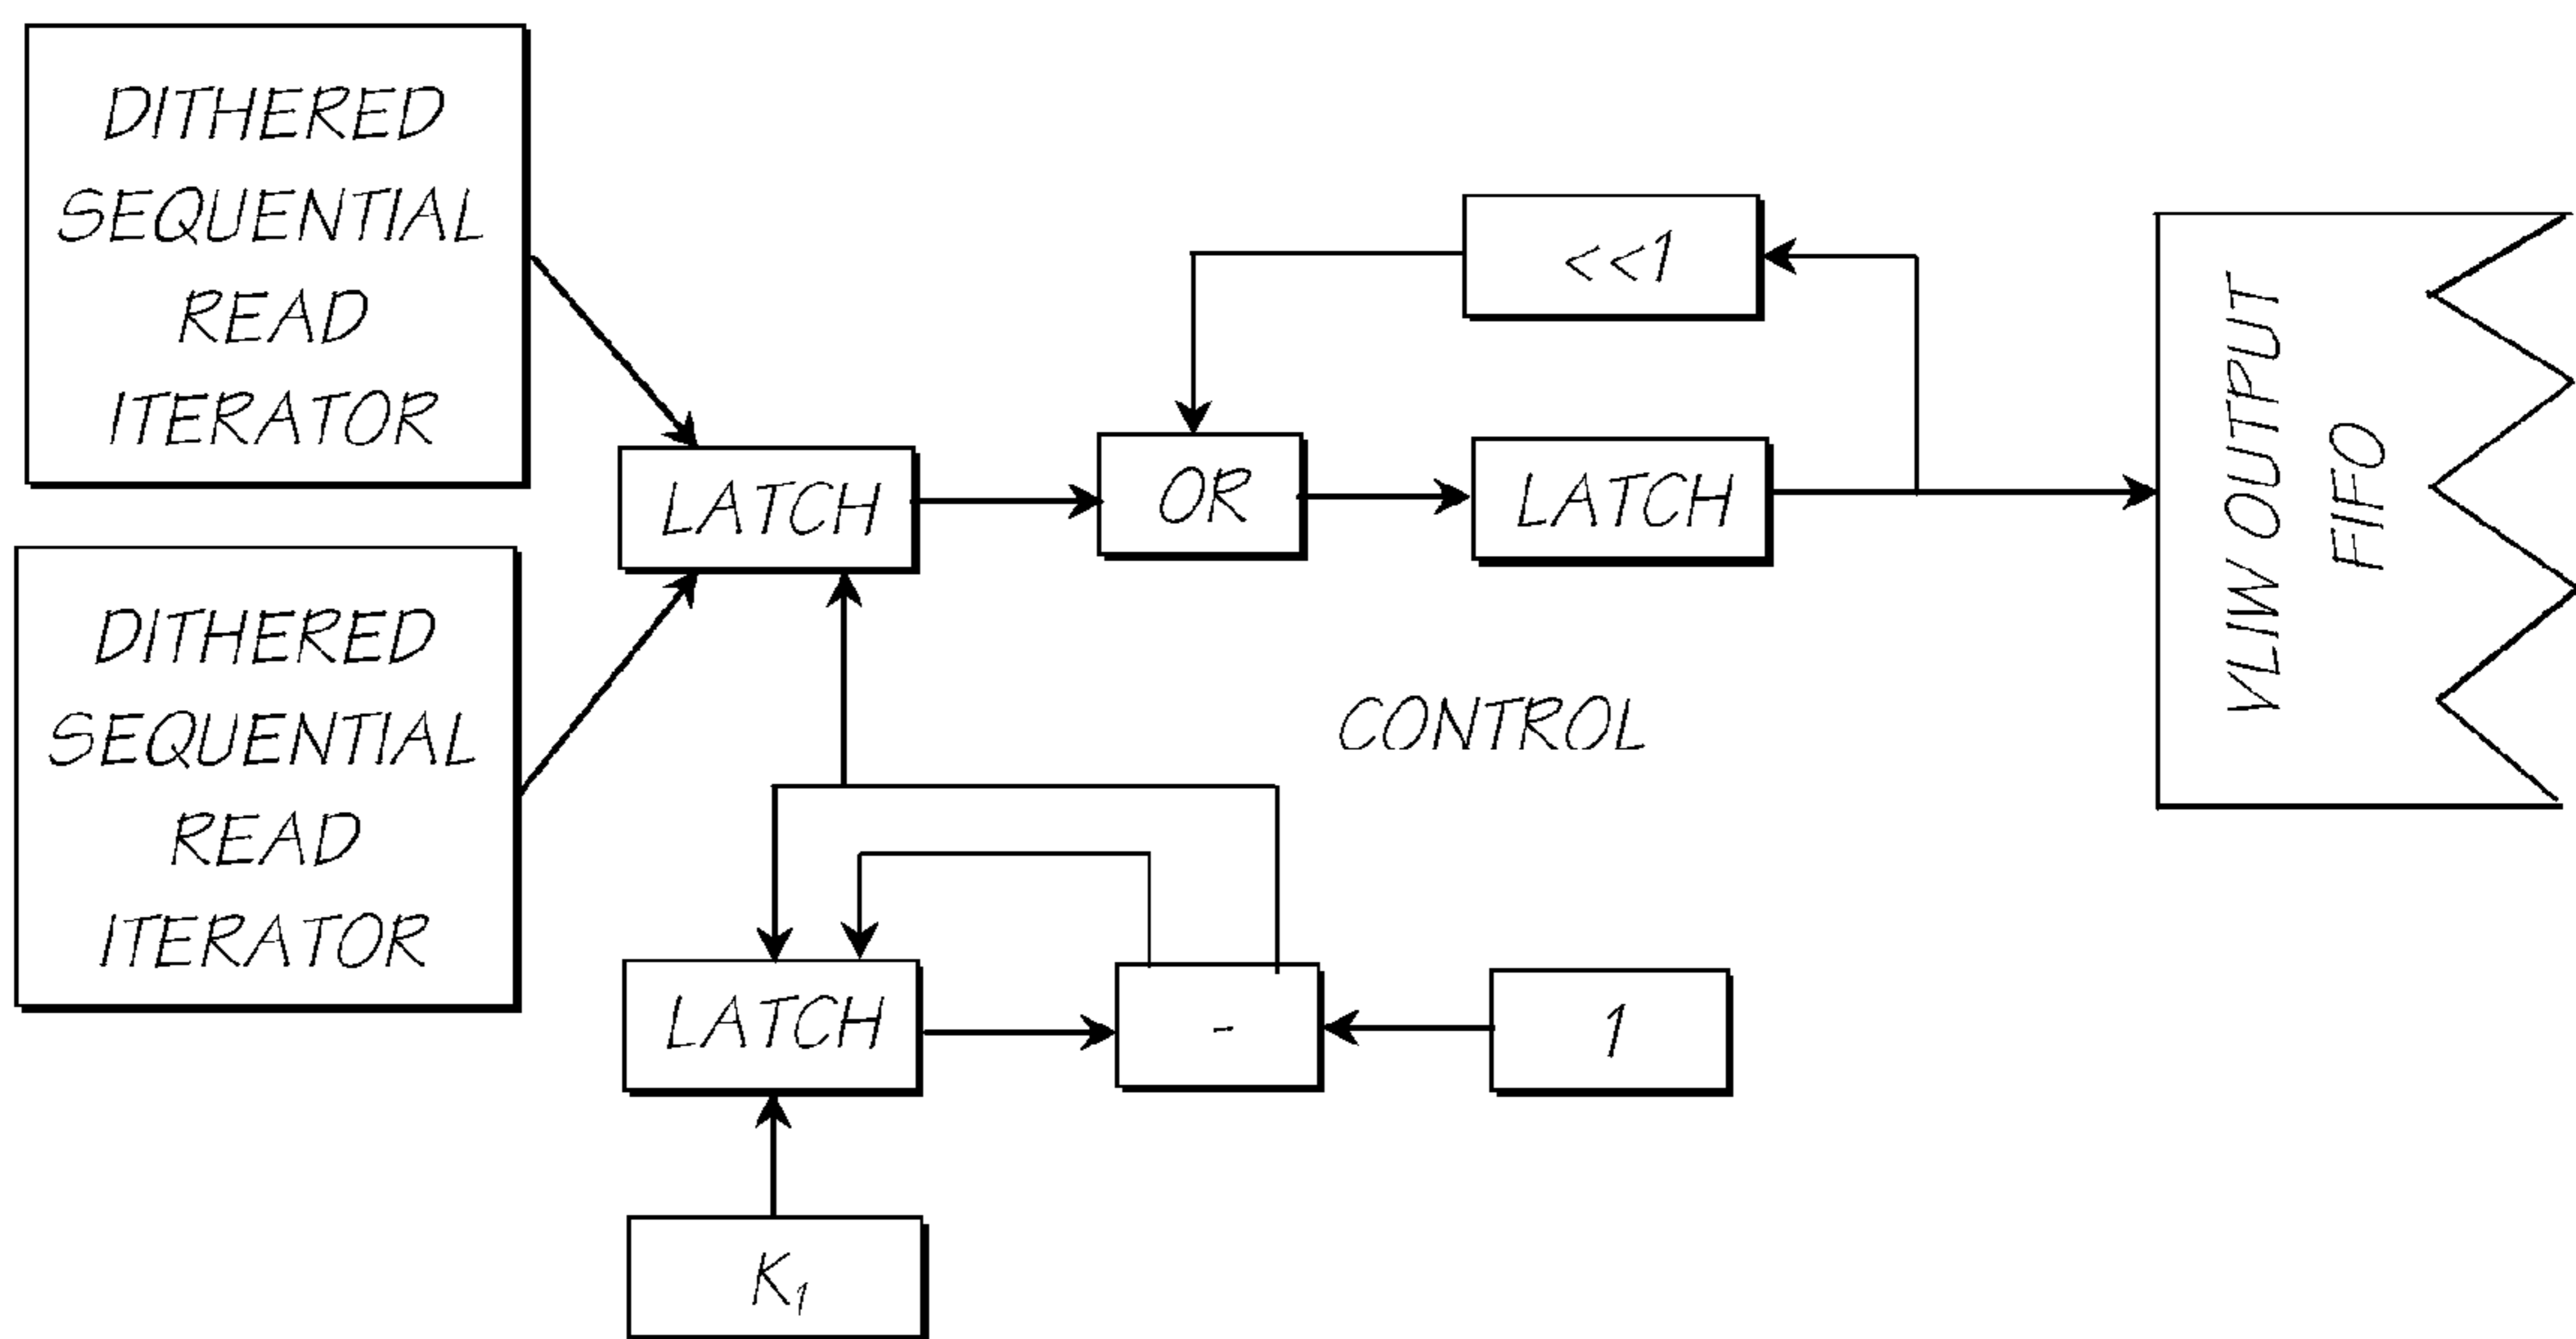 DITHERED
SEQUENTIAL
READ
ITERATOR
<<1
LATCH
OR
LATCH
VLIW OUTPUT
FIFO
DITHERED
SEQUENTIAL
READ
ITERATOR
CONTROL
LATCH
-
1
K₁